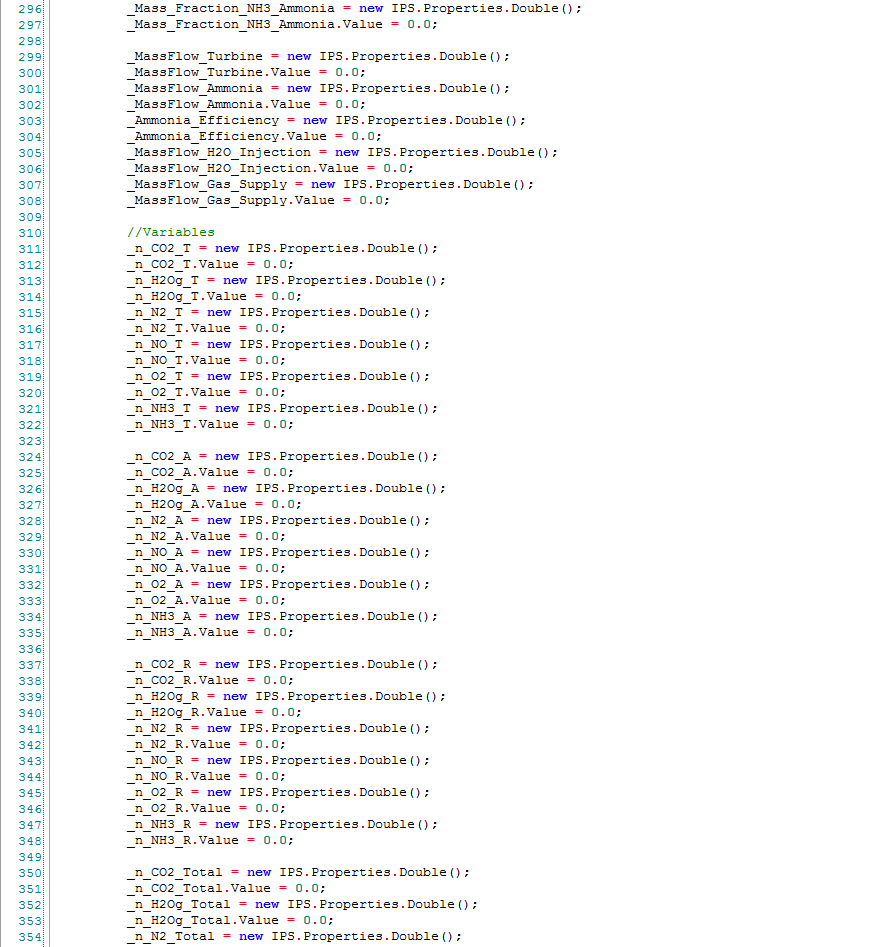 296 _Mass_Fraction_NH3_Ammonia = new IPS.Properties.Double();
297 _Mass_Fraction_NH3_Ammonia.Value = 0.0;
298
299 _MassFlow_Turbine = new IPS.Properties.Double();
300 _MassFlow_Turbine.Value = 0.0;
301 _MassFlow_Ammonia = new IPS.Properties.Double();
302 _MassFlow_Ammonia.Value = 0.0;
303 _Ammonia_Efficiency = new IPS.Properties.Double();
304 _Ammonia_Efficiency.Value = 0.0;
305 _MassFlow_H2O_Injection = new IPS.Properties.Double();
306 _MassFlow_H2O_Injection.Value = 0.0;
307 _MassFlow_Gas_Supply = new IPS.Properties.Double();
308 _MassFlow_Gas_Supply.Value = 0.0;
309
310 //Variables
311 _n_CO2_T = new IPS.Properties.Double();
312 _n_CO2_T.Value = 0.0;
313 _n_H2Og_T = new IPS.Properties.Double();
314 _n_H2Og_T.Value = 0.0;
315 _n_N2_T = new IPS.Properties.Double();
316 _n_N2_T.Value = 0.0;
317 _n_NO_T = new IPS.Properties.Double();
318 _n_NO_T.Value = 0.0;
319 _n_O2_T = new IPS.Properties.Double();
320 _n_O2_T.Value = 0.0;
321 _n_NH3_T = new IPS.Properties.Double();
322 _n_NH3_T.Value = 0.0;
323
324 _n_CO2_A = new IPS.Properties.Double();
325 _n_CO2_A.Value = 0.0;
326 _n_H2Og_A = new IPS.Properties.Double();
327 _n_H2Og_A.Value = 0.0;
328 _n_N2_A = new IPS.Properties.Double();
329 _n_N2_A.Value = 0.0;
330 _n_NO_A = new IPS.Properties.Double();
331 _n_NO_A.Value = 0.0;
332 _n_O2_A = new IPS.Properties.Double();
333 _n_O2_A.Value = 0.0;
334 _n_NH3_A = new IPS.Properties.Double();
335 _n_NH3_A.Value = 0.0;
336
337 _n_CO2_R = new IPS.Properties.Double();
338 _n_CO2_R.Value = 0.0;
339 _n_H2Og_R = new IPS.Properties.Double();
340 _n_H2Og_R.Value = 0.0;
341 _n_N2_R = new IPS.Properties.Double();
342 _n_N2_R.Value = 0.0;
343 _n_NO_R = new IPS.Properties.Double();
344 _n_NO_R.Value = 0.0;
345 _n_O2_R = new IPS.Properties.Double();
346 _n_O2_R.Value = 0.0;
347 _n_NH3_R = new IPS.Properties.Double();
348 _n_NH3_R.Value = 0.0;
349
350 _n_CO2_Total = new IPS.Properties.Double();
351 _n_CO2_Total.Value = 0.0;
352 _n_H2Og_Total = new IPS.Properties.Double();
353 _n_H2Og_Total.Value = 0.0;
354 _n_N2_Total = new IPS.Properties.Double();